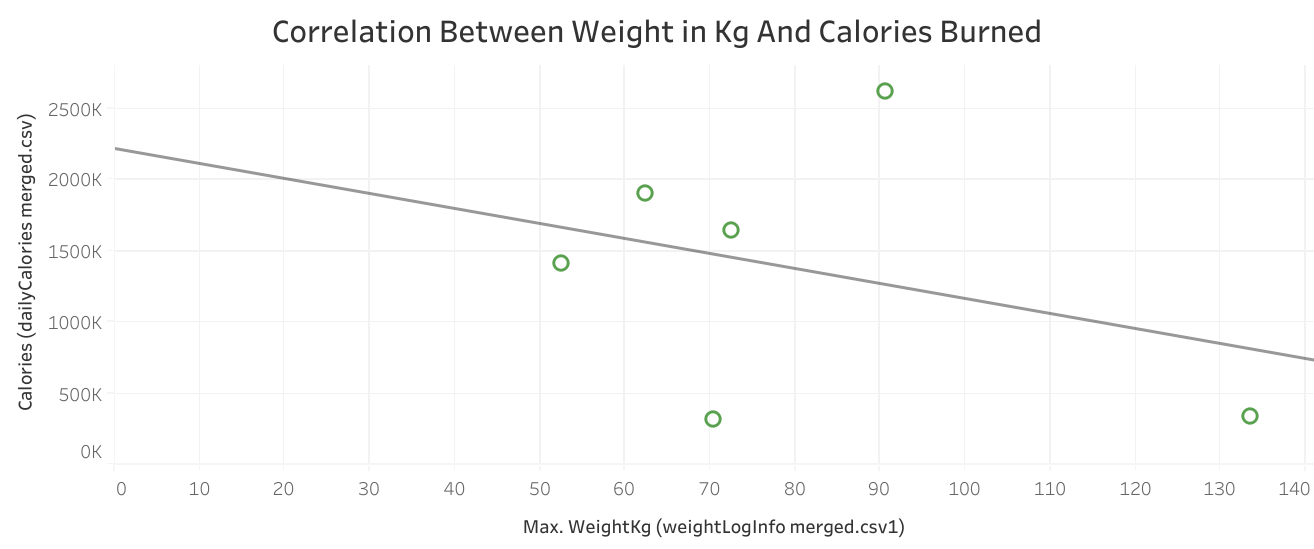 Correlation Between Weight in Kg And Calories Burned
Calories (dailyCalories merged.csv)
2500K
2000K
1500K
1000K
500K
0K
0 10 20 30 40 50 60 70 80 90 100 110 120 130 140
Max. WeightKg (weightLogInfo merged.csv1)